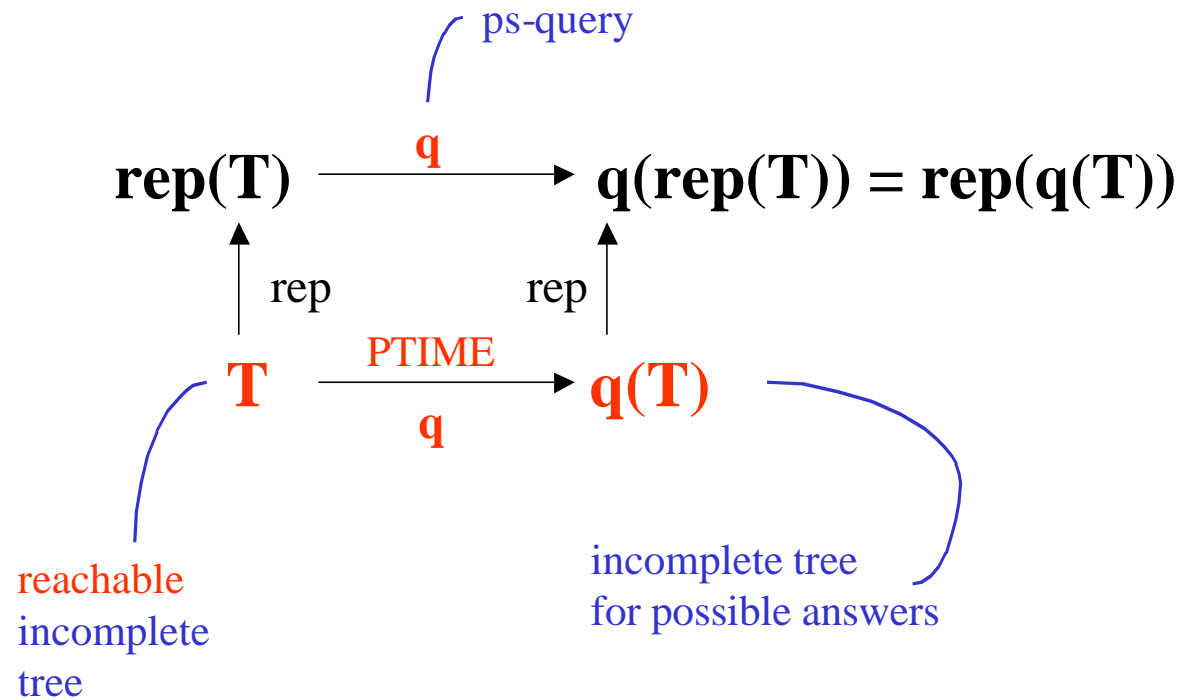 ps-query
q
rep(T) q(rep(T)) = rep(q(T))
rep rep
PTIME
T q(T)
q
reachable
incomplete
tree
incomplete tree
for possible answers